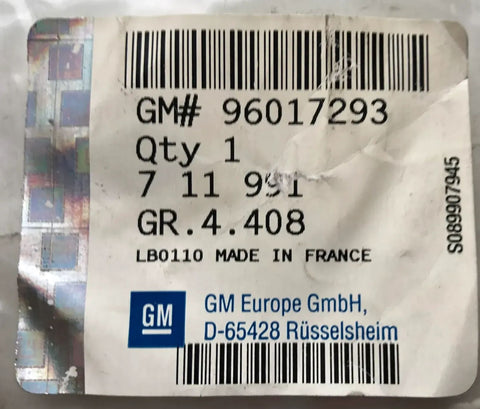 GM# 96017293
Qty 1
7 11 991
GR.4.408
LB0110 MADE IN FRANCE
S089907945
GM
GM Europe GmbH,
D-65428 Rüsselsheim